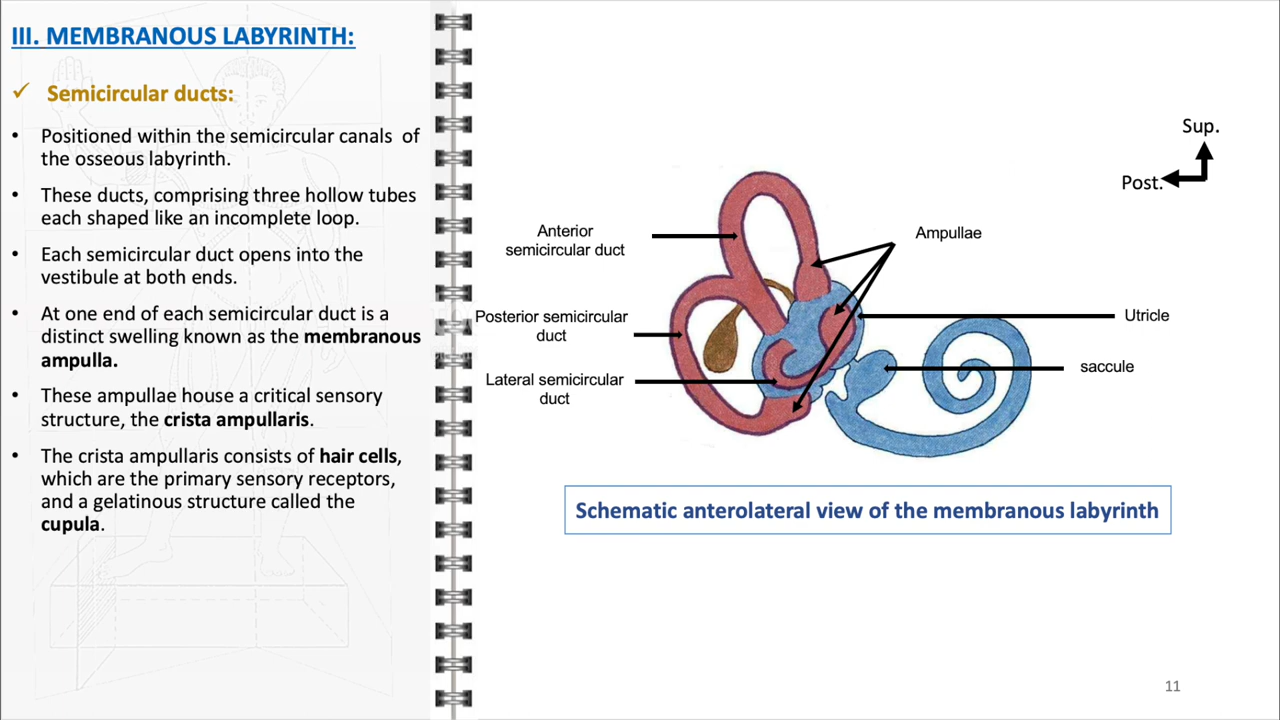 III. MEMBRANOUS LABYRINTH:
✓ Semicircular ducts:
• Positioned within the semicircular canals of
the osseous labyrinth.
• These ducts, comprising three hollow tubes
each shaped like an incomplete loop.
• Each semicircular duct opens into the
vestibule at both ends.
• At one end of each semicircular duct is a
distinct swelling known as the membranous
ampulla.
• These ampullae house a critical sensory
structure, the crista ampullaris.
• The crista ampullaris consists of hair cells,
which are the primary sensory receptors,
and a gelatinous structure called the
cupula.
Sup.
Post.
Anterior
semicircular duct
Ampullae
Posterior semicircular
duct
Utricle
Lateral semicircular
duct
saccule
Schematic anterolateral view of the membranous labyrinth
11